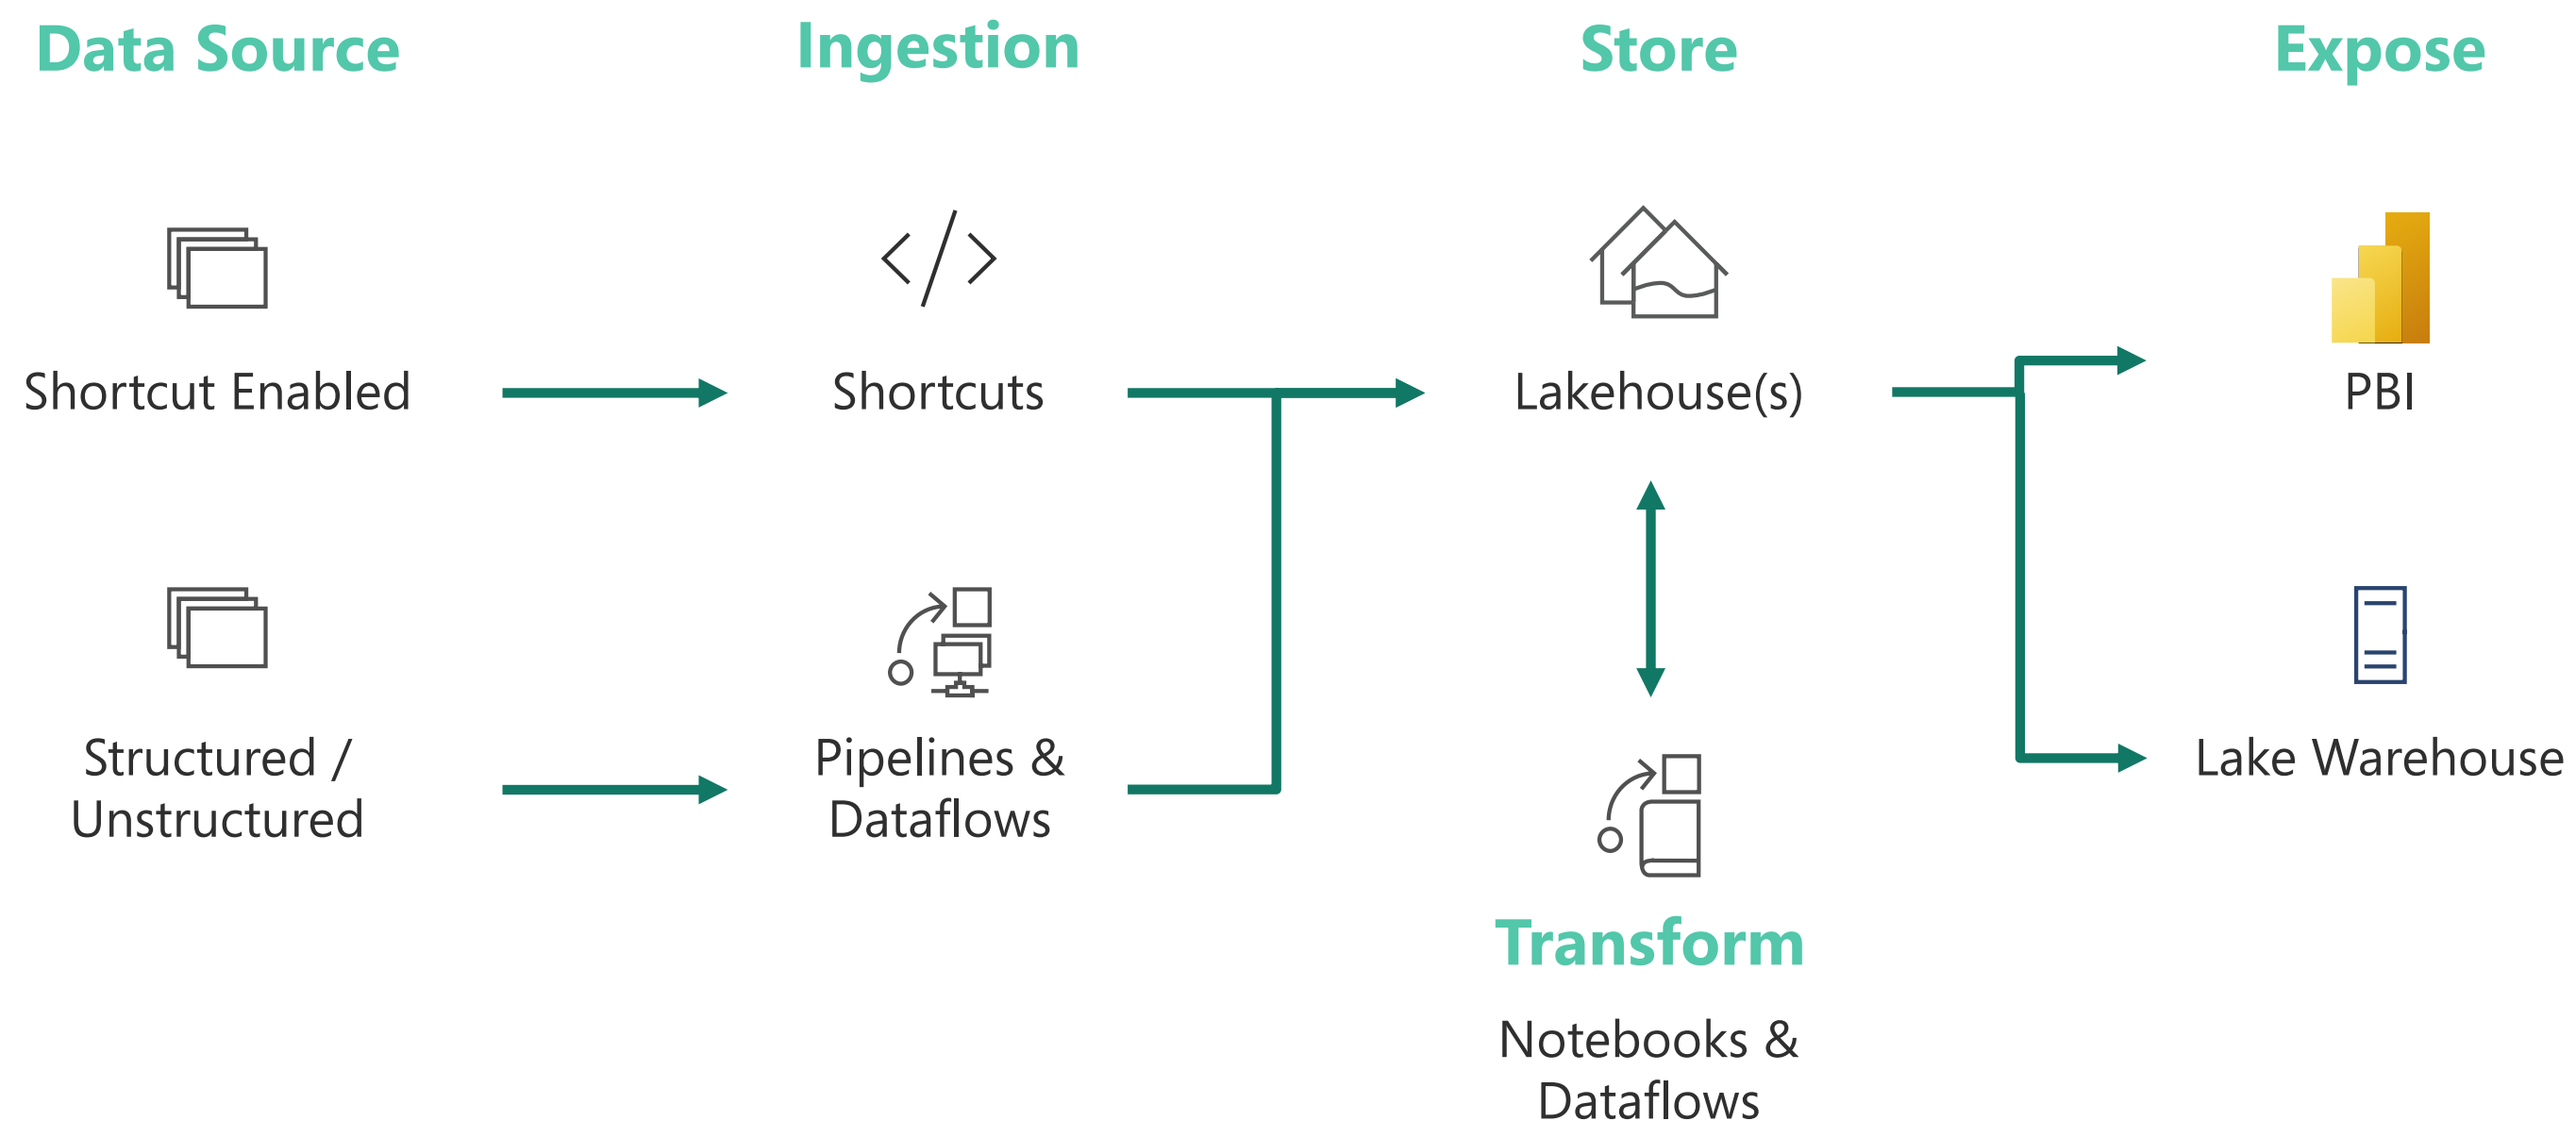 Data Source
Ingestion
Store
Expose
Shortcut Enabled
Shortcuts
Lakehouse(s)
PBI
Structured /
Unstructured
Pipelines &
Dataflows
Lake Warehouse
Transform
Notebooks &
Dataflows